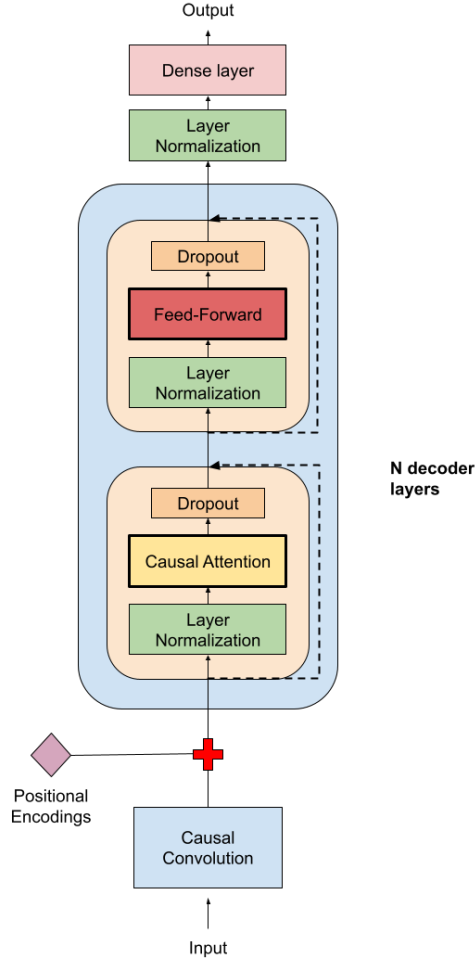 Output
Dense layer
Layer
Normalization
Dropout
Feed-Forward
Layer
Normalization
N decoder
layers
Dropout
Causal Attention
Layer
Normalization
Positional
Encodings
Causal
Convolution
Input